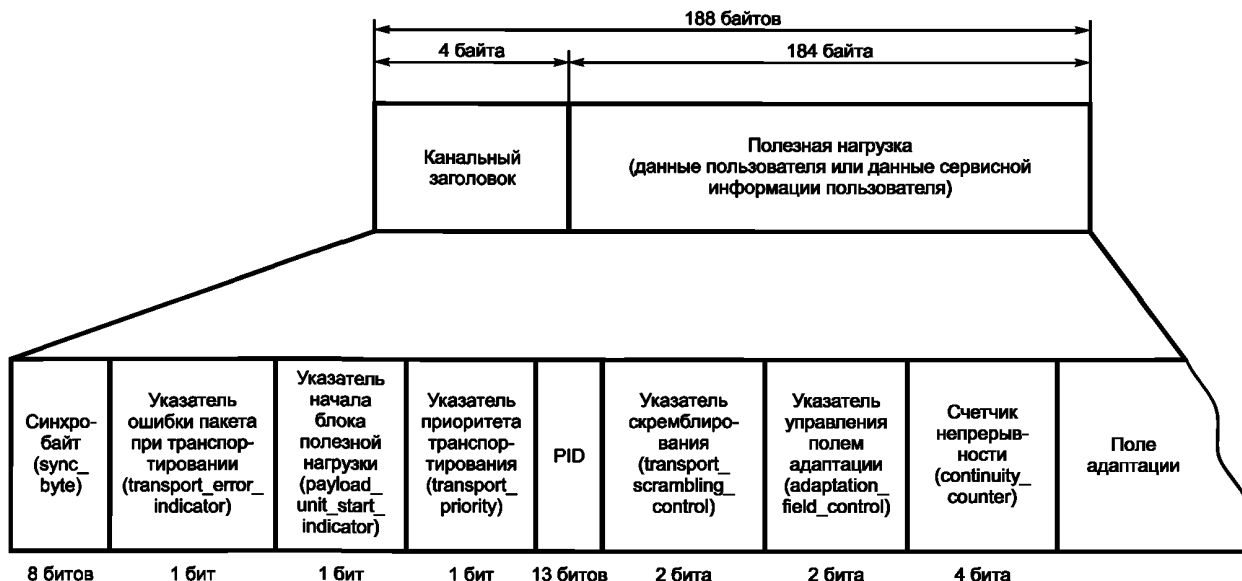 188 байтов
4 байта
184 байта
Канальный
заголовок
Полезная нагрузка
(данные пользователя или данные сервисной
информации пользователя)
Синхро-
байт
(sync_
byte)
Указатель
ошибки пакета
при транспор-
тировании
(transport_error_
indicator)
Указатель
начала
блока
полезной
нагрузки
(payload_
unit_start_
indicator)
Указатель
приоритета
транспор-
тирования
(transport_
priority)
PID
Указатель
скремблиро-
вания
(transport_
scrambling_
control)
Указатель
управления
полем
адаптации
(adaptation_
field_control)
Счетчик
непрерыв-
ности
(continuity_
counter)
Поле
адаптации
8 битов
1 бит
1 бит
1 бит
13 битов
2 бита
2 бита
4 бита